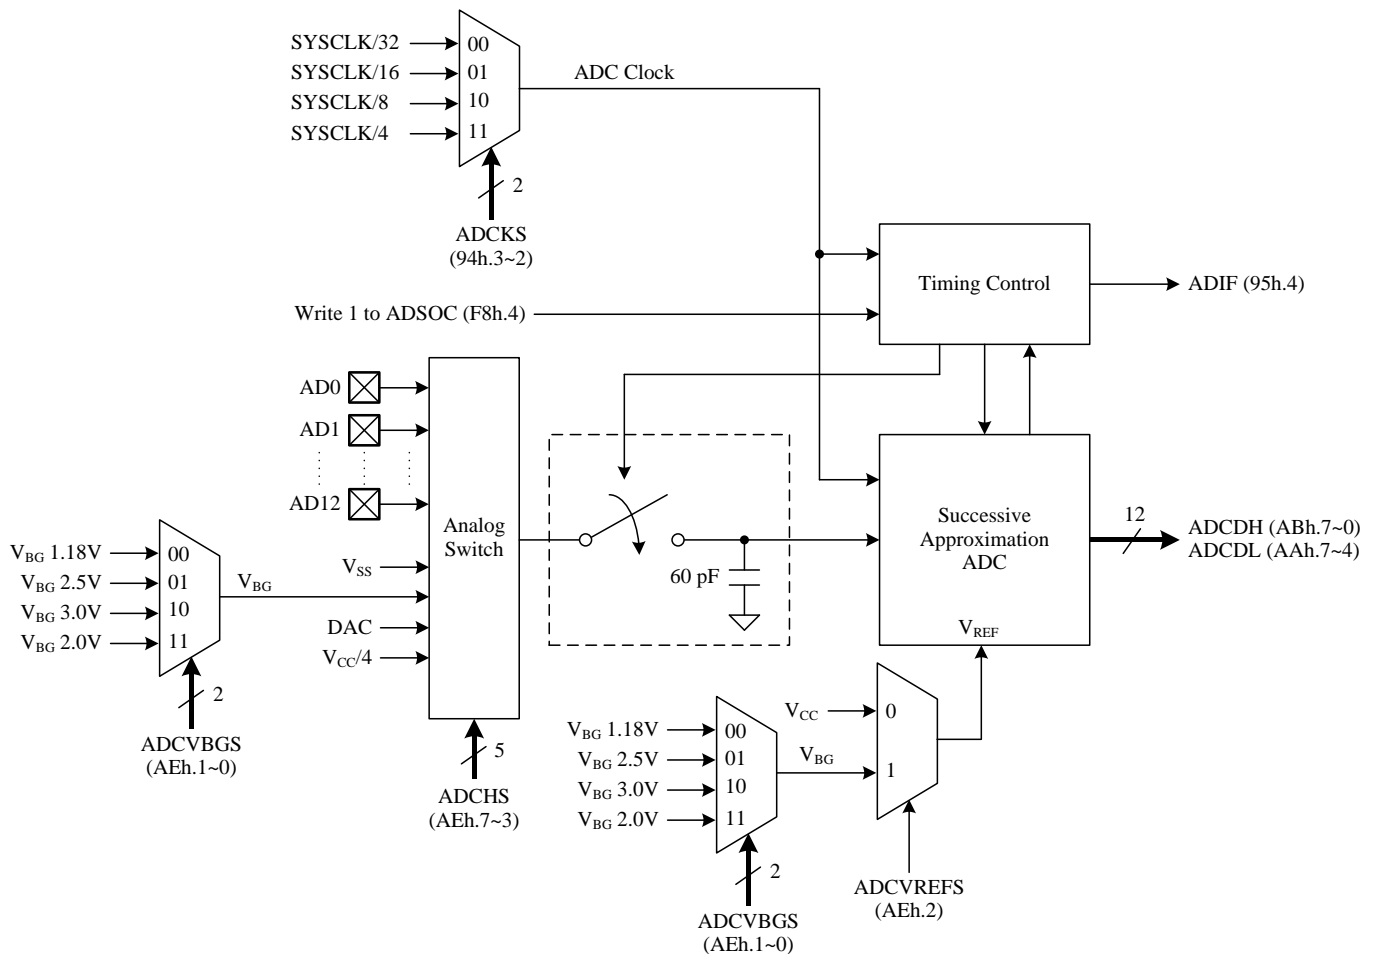 SYSCLK/32
00
SYSCLK/16
01
ADC Clock
SYSCLK/8
10
SYSCLK/4
11
2
ADCKS
(94h.3~2)
Timing Control
ADIF (95h.4)
Write 1 to ADSOC (F8h.4)
AD0
AD1
AD12
Analog
Switch
Successive
Approximation
ADC
12
ADCDH (ABh.7~0)
ADCDL (AAh.7~4)
VBG 1.18V
00
VBG 2.5V
01
VBG 3.0V
10
VBG 2.0V
11
VBG
VSS
DAC
VCC/4
60 pF
VREF
2
ADCVBGS
(AEh.1~0)
5
ADCHS
(AEh.7~3)
VBG 1.18V
00
VBG 2.5V
01
VBG 3.0V
10
VBG 2.0V
11
VCC
0
VBG
1
2
ADCVBGS
(AEh.1~0)
ADCVREFS
(AEh.2)